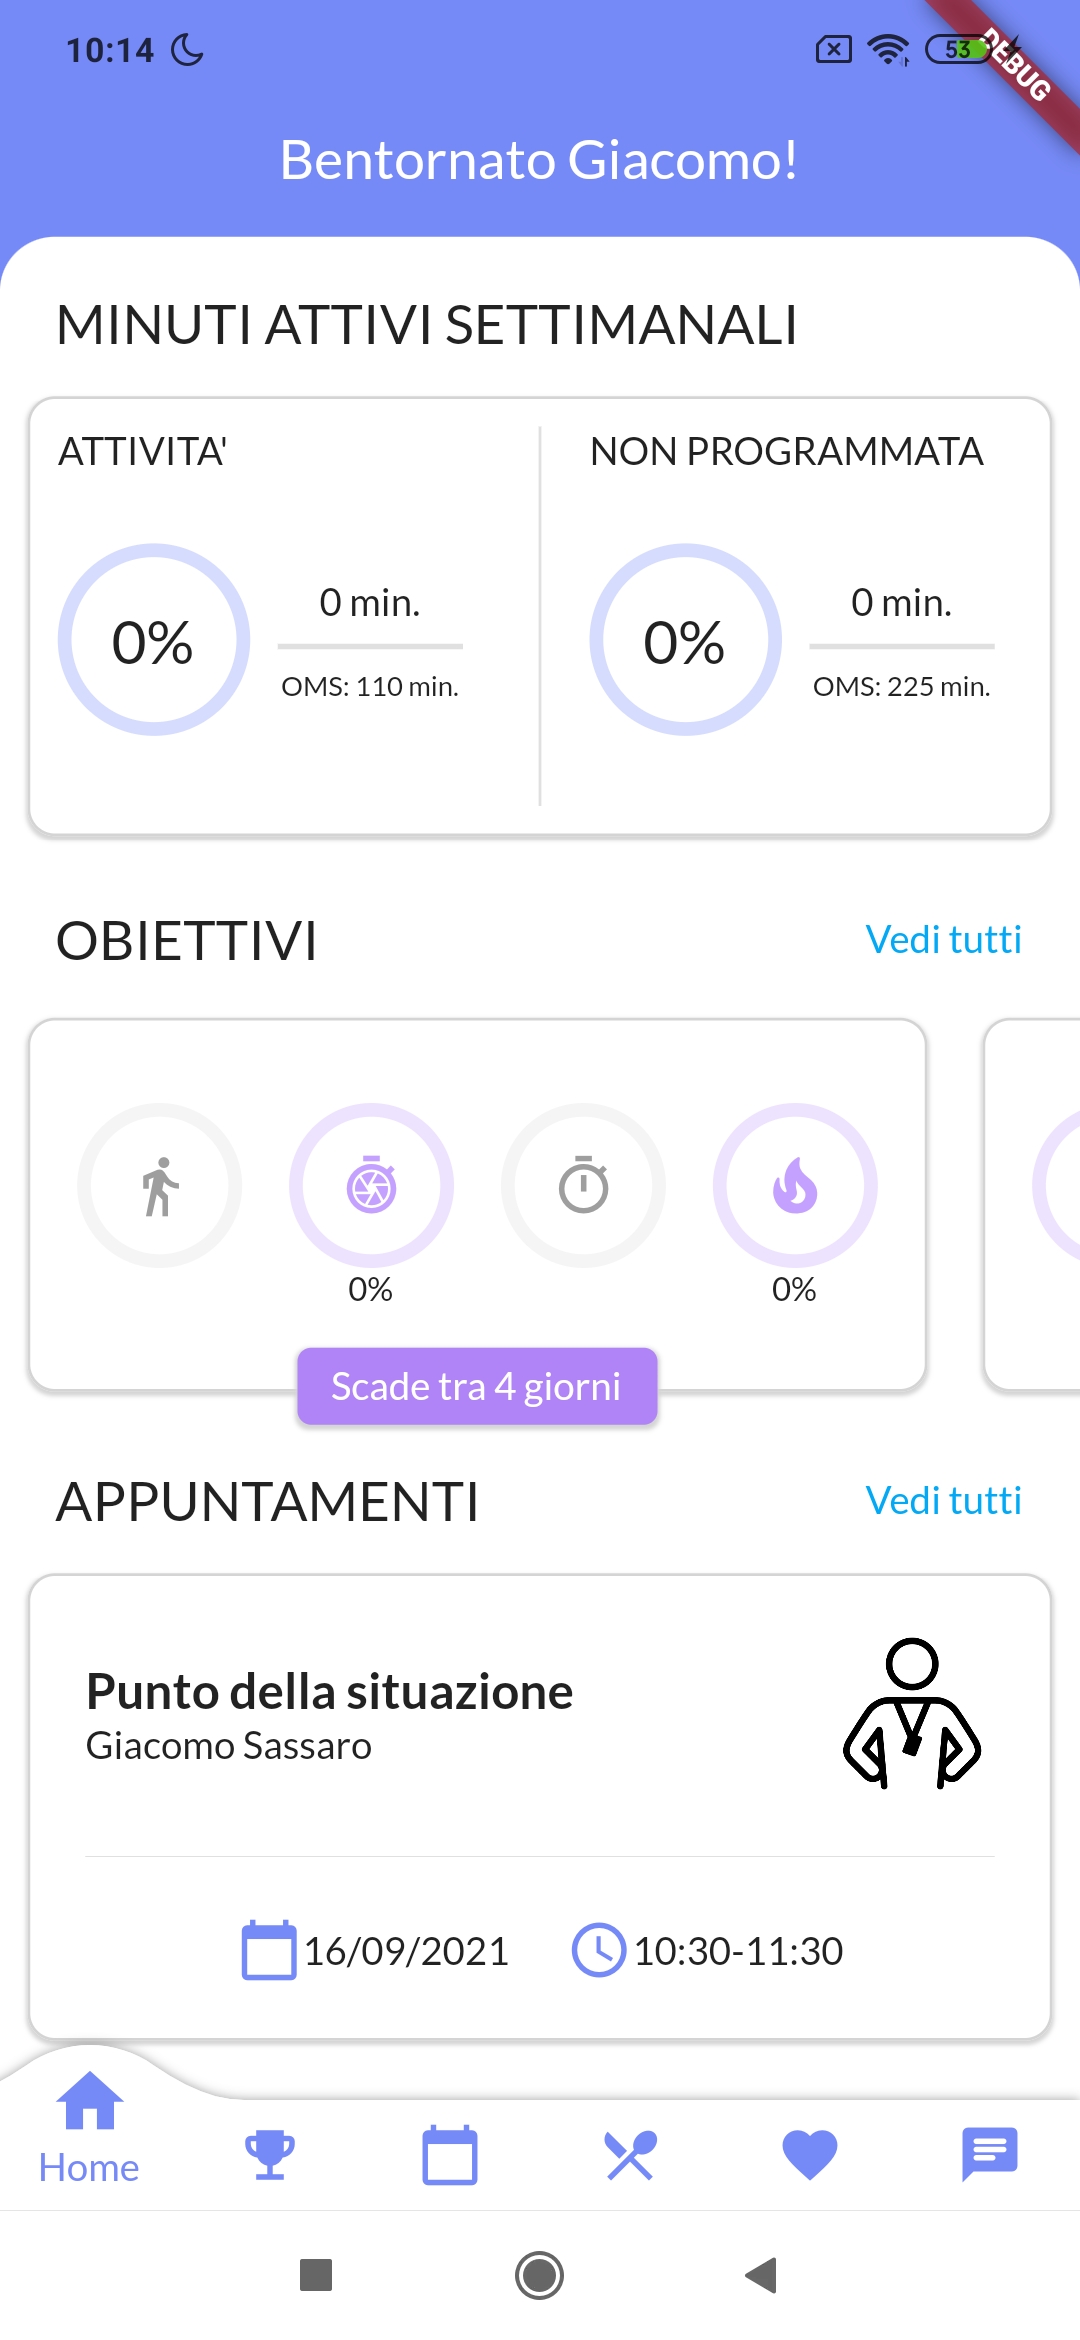 10:14
53
DEBUG
Bentornato Giacomo!
MINUTI ATTIVI SETTIMANALI
ATTIVITA'
NON PROGRAMMATA
0%
0 min.
OMS: 110 min.
0%
0 min.
OMS: 225 min.
OBIETTIVI
Vedi tutti
0%
0%
Scade tra 4 giorni
APPUNTAMENTI
Vedi tutti
Punto della situazione
Giacomo Sassaro
16/09/2021
10:30-11:30
Home